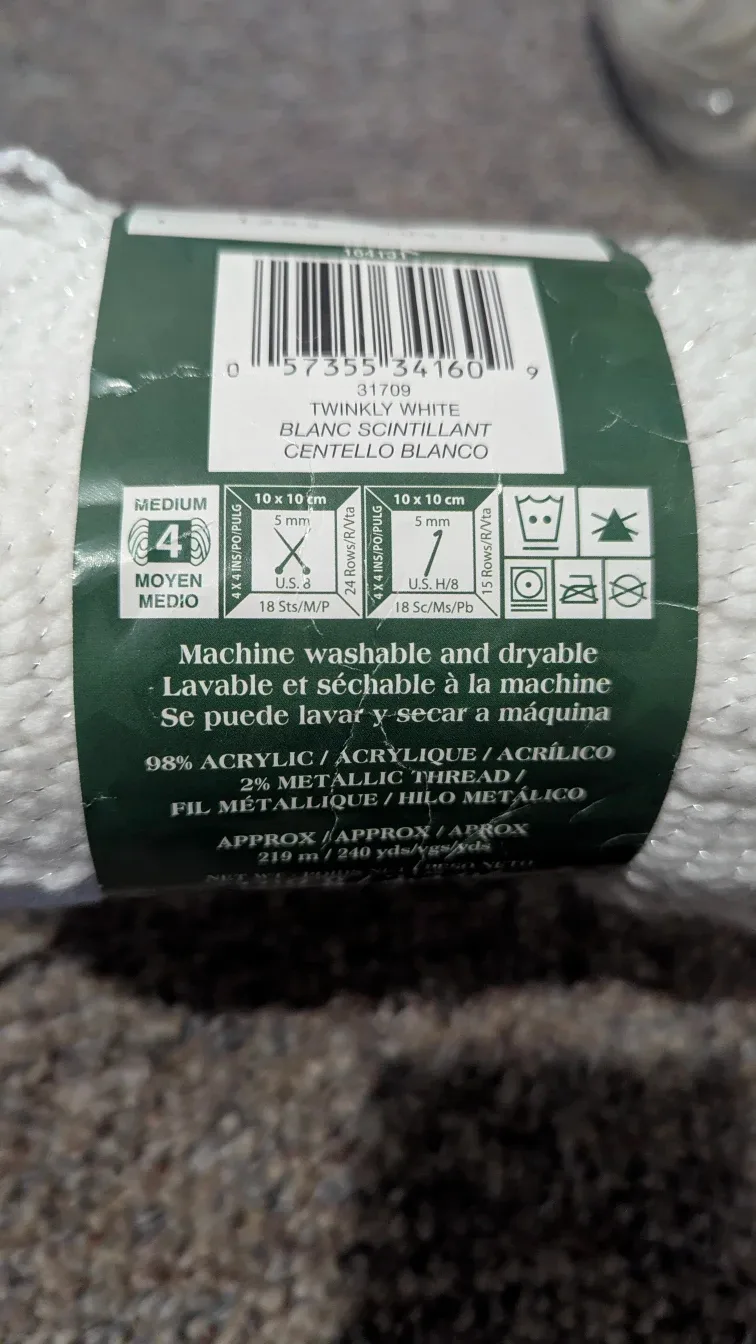 0 57355 34160 9
31709
TWINKLY WHITE
BLANC SCINTILLANT
CENTELLO BLANCO
MEDIUM
4
MOYEN
MEDIO
4 X 4 INS/PO/PULG
10 x 10 cm
5 mm
U.S. 8
24 Rows/R/Vta
18 Sts/M/P
4 X 4 INS/PO/PULG
10 x 10 cm
5 mm
U.S. H/8
15 Rows/R/Vta
18 Sc/Ms/Pb
Machine washable and dryable
Lavable et séchable à la machine
Se puede lavar y secar a máquina
98% ACRYLIC / ACRYLIQUE / ACRÍLICO
2% METALLIC THREAD /
FIL MÉTALLIQUE / HILO METÁLICO
APPROX / APPROX / APROX
219 m / 240 yds/vgs/yds